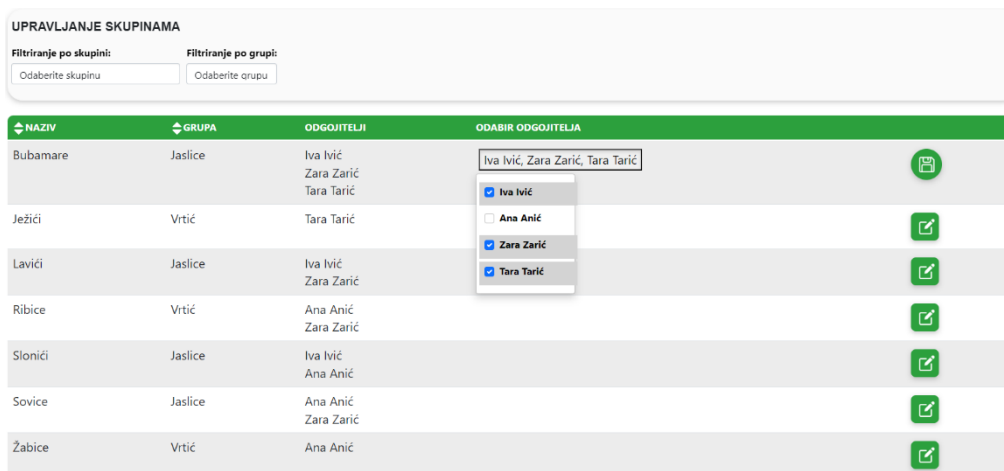 UPRAVLJANJE SKUPINAMA
Filtriranje po skupini: Filtriranje po grupi:
Odaberite skupinu Odaberite grupu
NAZIV GRUPA ODGOJITELJI ODABIR ODGOJITELJA
Bubamare Jaslice Iva Ivić Iva Ivić, Zara Zarić, Tara Tarić
Zara Zarić
Tara Tarić
Iva Ivić
Ježići Vrtić Tara Tarić Ana Anić
Zara Zarić
Lavići Jaslice Iva Ivić Tara Tarić
Zara Zarić
Ribice Vrtić Ana Anić
Zara Zarić
Slonići Jaslice Iva Ivić
Ana Anić
Sovice Jaslice Ana Anić
Zara Zarić
Žabice Vrtić Ana Anić